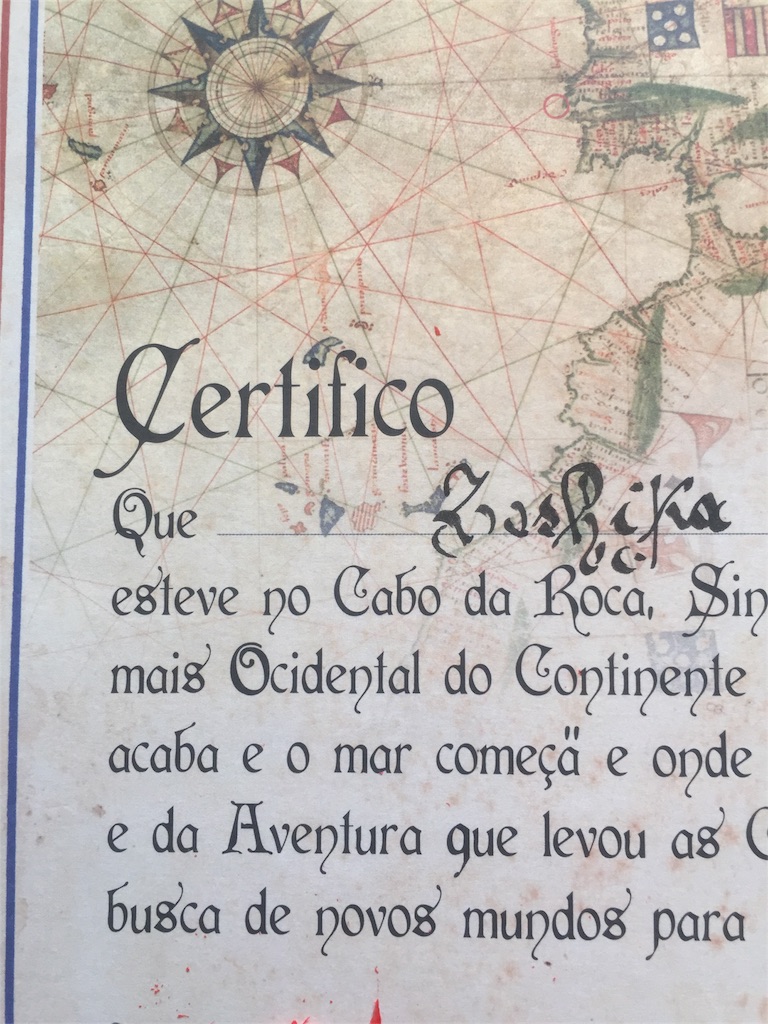 Certifico
Que
esteve no Cabo da Roca, Sin
mais Ocidental do Continente
acaba e o mar começä e onde
e da Aventura que levou as C
busca de novos mundos para